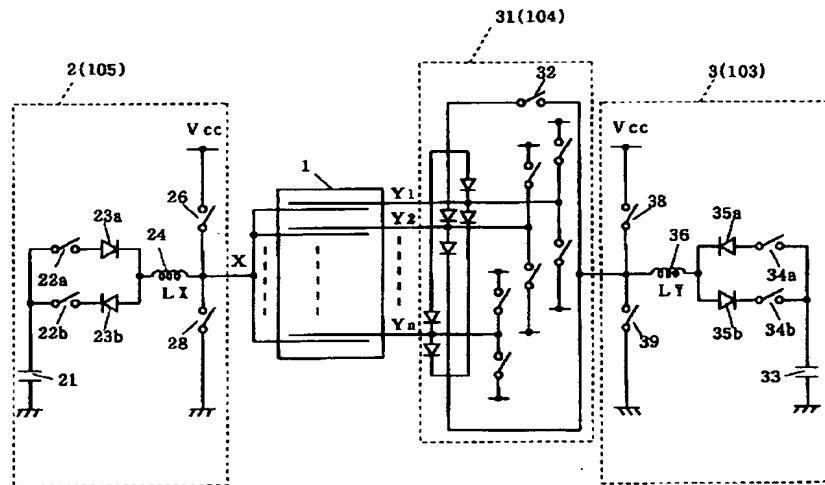 31(104)
2(105)
3(103)
32
Vcc
Vcc
1
26
23a
24
Y1
Y2
X
22a
LX
22b
23b
28
21
Yn
38
35a
36
34a
LY
39
35b
34b
33